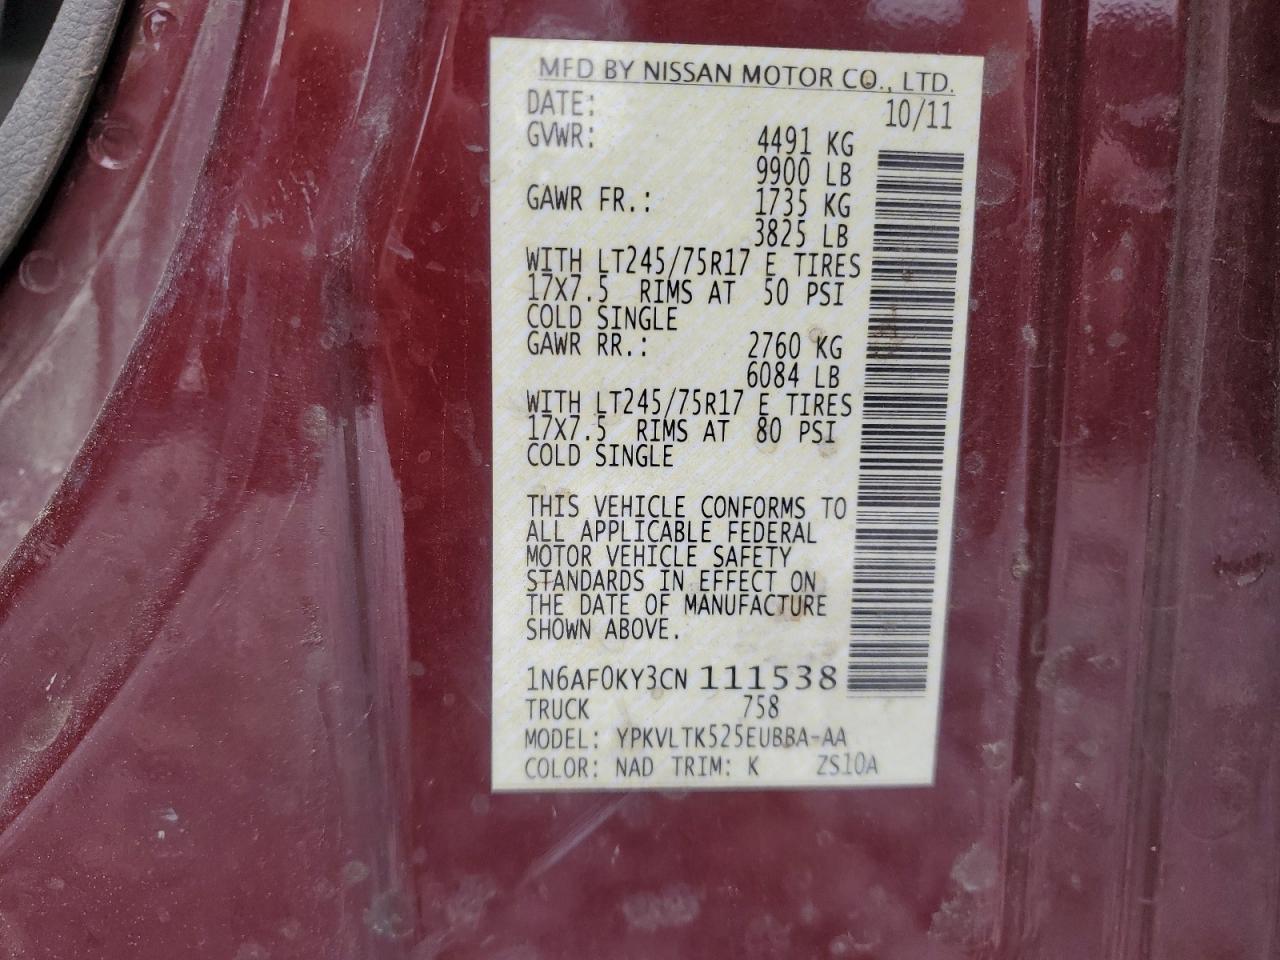 MFD BY NISSAN MOTOR CO., LTD.
DATE: 10/11
GVWR: 4491 KG
9900 LB
GAWR FR.: 1735 KG
3825 LB
WITH LT245/75R17 E TIRES
17X7.5 RIMS AT 50 PSI
COLD SINGLE
GAWR RR.: 2760 KG
6084 LB
WITH LT245/75R17 E TIRES
17X7.5 RIMS AT 80 PSI
COLD SINGLE
THIS VEHICLE CONFORMS TO
ALL APPLICABLE FEDERAL
MOTOR VEHICLE SAFETY
STANDARDS IN EFFECT ON
THE DATE OF MANUFACTURE
SHOWN ABOVE.
1N6AF0KY3CN 111538
TRUCK 758
MODEL: YPKVLTK525EUBBA-AA
COLOR: NAD TRIM: K ZS10A